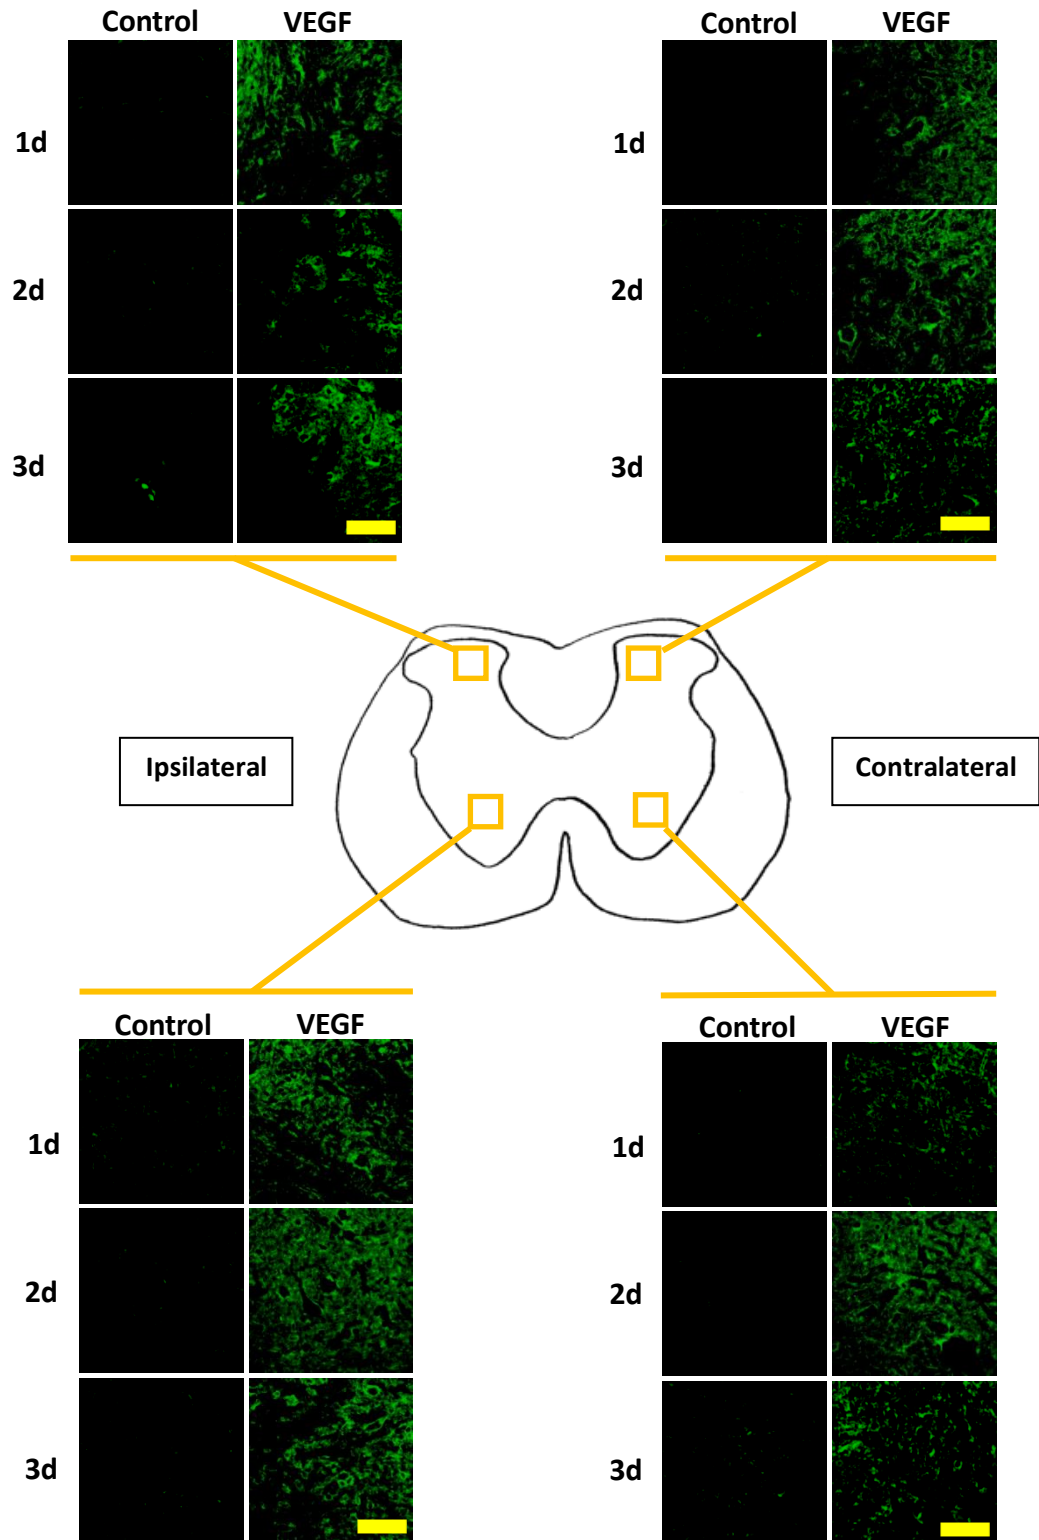 Control VEGF
1d
2d
3d
Control VEGF
1d
2d
3d
Ipsilateral
Contralateral
Control VEGF
1d
2d
3d
Control VEGF
1d
2d
3d